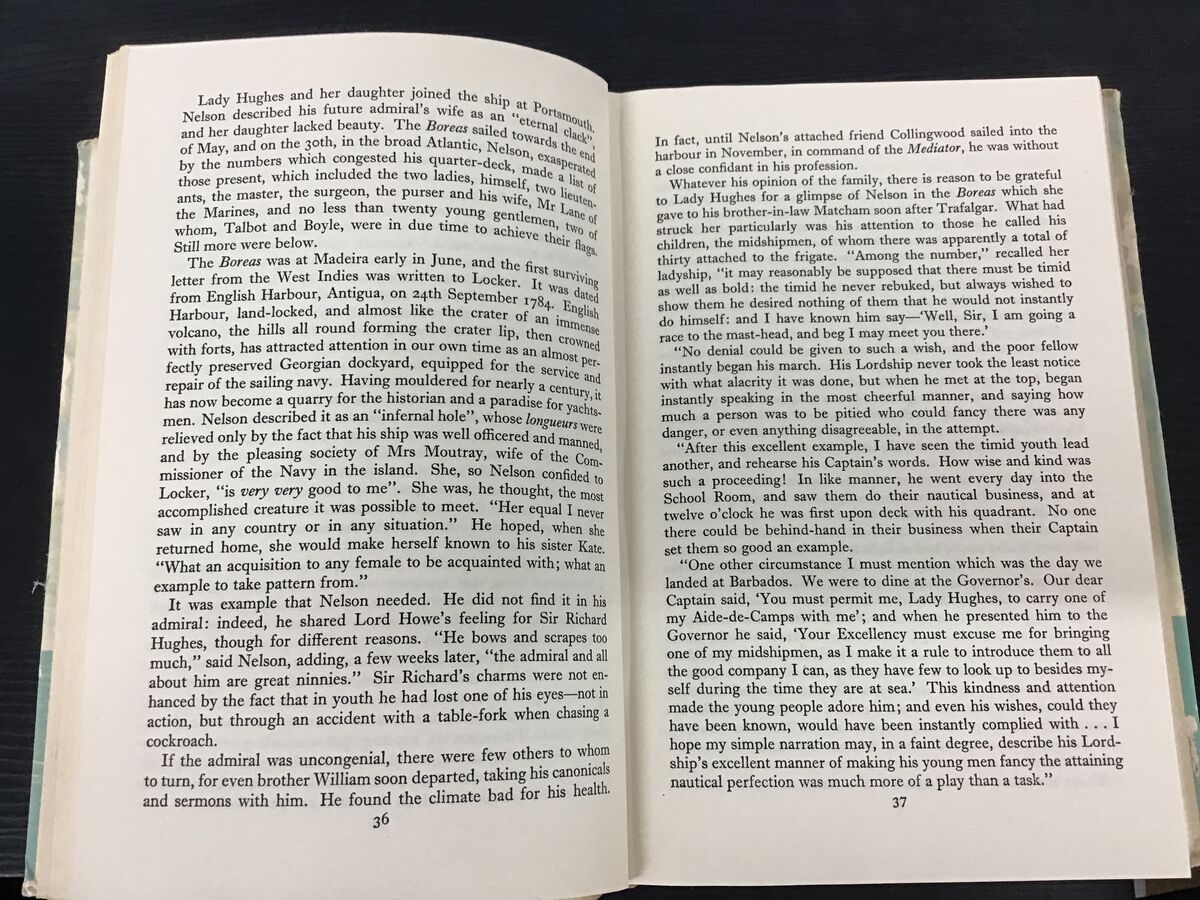 Lady Hughes and her daughter joined the ship at Portsmouth.
Nelson described his future admiral's wife as an "eternal clack",
and her daughter lacked beauty. The Boreas sailed towards the end
of May, and on the 30th, in the broad Atlantic, Nelson, exasperated
by the numbers which congested his quarter-deck, made a list of
those present, which included the two ladies, himself, two lieuten-
ants, the master, the surgeon, the purser and his wife, Mr Lane of
the Marines, and no less than twenty young gentlemen, two of
whom, Talbot and Boyle, were in due time to achieve their flags.
Still more were below.
The Boreas was at Madeira early in June, and the first surviving
letter from the West Indies was written to Locker. It was dated
from English Harbour, Antigua, on 24th September 1784. English
Harbour, land-locked, and almost like the crater of an immense
volcano, the hills all round forming the crater lip, then crowned
with forts, has attracted attention in our own time as an almost per-
fectly preserved Georgian dockyard, equipped for the service and
repair of the sailing navy. Having mouldered for nearly a century, it
has now become a quarry for the historian and a paradise for yachts-
men. Nelson described it as an "infernal hole", whose longueurs were
relieved only by the fact that his ship was well officered and manned,
and by the pleasing society of Mrs Moutray, wife of the Com-
missioner of the Navy in the island. She, so Nelson confided to
Locker, "is very very good to me". She was, he thought, the most
accomplished creature it was possible to meet. "Her equal I never
saw in any country or in any situation." He hoped, when she
returned home, she would make herself known to his sister Kate.
"What an acquisition to any female to be acquainted with; what an
example to take pattern from."
It was example that Nelson needed. He did not find it in his
admiral: indeed, he shared Lord Howe's feeling for Sir Richard
Hughes, though for different reasons. "He bows and scrapes too
much," said Nelson, adding, a few weeks later, "the admiral and all
about him are great ninnies." Sir Richard's charms were not en-
hanced by the fact that in youth he had lost one of his eyes—not in
action, but through an accident with a table-fork when chasing a
cockroach.
If the admiral was uncongenial, there were few others to whom
to turn, for even brother William soon departed, taking his canonicals
and sermons with him. He found the climate bad for his health.
36
In fact, until Nelson's attached friend Collingwood sailed into the
harbour in November, in command of the Mediator, he was without
a close confidant in his profession.
Whatever his opinion of the family, there is reason to be grateful
to Lady Hughes for a glimpse of Nelson in the Boreas which she
gave to his brother-in-law Matcham soon after Trafalgar. What had
struck her particularly was his attention to those he called his
children, the midshipmen, of whom there was apparently a total of
thirty attached to the frigate. "Among the number," recalled her
ladyship, "it may reasonably be supposed that there must be timid
as well as bold: the timid he never rebuked, but always wished to
show them he desired nothing of them that he would not instantly
do himself: and I have known him say—'Well, Sir, I am going a
race to the mast-head, and beg I may meet you there.'
"No denial could be given to such a wish, and the poor fellow
instantly began his march. His Lordship never took the least notice
with what alacrity it was done, but when he met at the top, began
instantly speaking in the most cheerful manner, and saying how
much a person was to be pitied who could fancy there was any
danger, or even anything disagreeable, in the attempt.
"After this excellent example, I have seen the timid youth lead
another, and rehearse his Captain's words. How wise and kind was
such a proceeding! In like manner, he went every day into the
School Room, and saw them do their nautical business, and at
twelve o'clock he was first upon deck with his quadrant. No one
there could be behind-hand in their business when their Captain
set them so good an example.
"One other circumstance I must mention which was the day we
landed at Barbados. We were to dine at the Governor's. Our dear
Captain said, 'You must permit me, Lady Hughes, to carry one of
my Aide-de-Camps with me'; and when he presented him to the
Governor he said, 'Your Excellency must excuse me for bringing
one of my midshipmen, as I make it a rule to introduce them to all
the good company I can, as they have few to look up to besides my-
self during the time they are at sea.' This kindness and attention
made the young people adore him; and even his wishes, could they
have been known, would have been instantly complied with . . . I
hope my simple narration may, in a faint degree, describe his Lord-
ship's excellent manner of making his young men fancy the attaining
nautical perfection was much more of a play than a task."
37